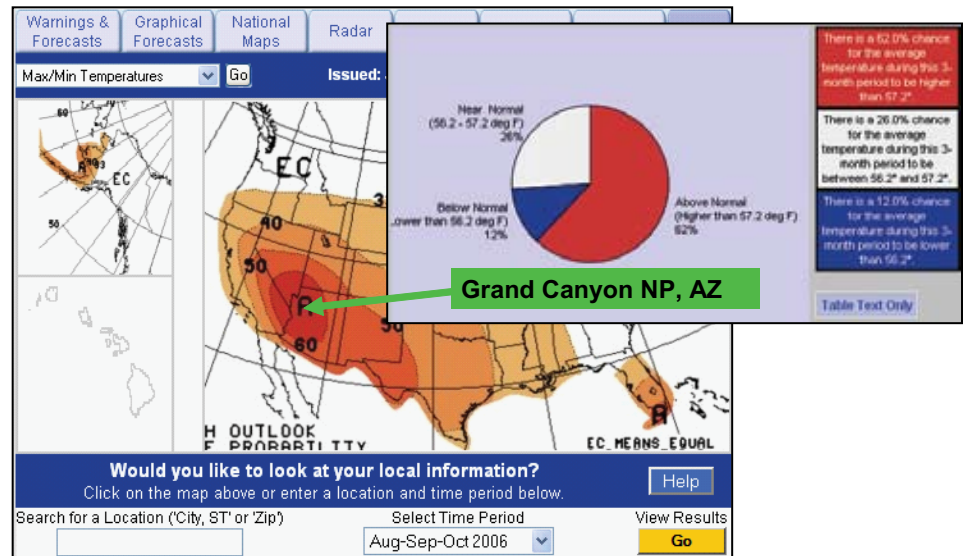 Warnings &
Forecasts
Graphical
Forecasts
National
Maps
Radar
Max/Min Temperatures
Go
Issued:
60
50
EC
EC
40
50
60
50
A
A
H OUTLOOK
EC MEANS EQUAL
Near Normal
(56.2 - 57.2 deg F)
26%
Below Normal
Lower than 56.2 deg F)
12%
Above Normal
(Higher than 57.2 deg F)
62%
There is a 62.0% chance
for the average
temperature during this 3-
month period to be higher
than 57.2°.
There is a 26.0% chance
for the average
temperature during this 3-
month period to be
between 56.2° and 57.2°.
There is a 12.0% chance
for the average
temperature during this 3-
month period to be lower
than 56.2°.
Table Text Only
Grand Canyon NP, AZ
Would you like to look at your local information?
Click on the map above or enter a location and time period below.
Help
Search for a Location ('City, ST' or 'Zip')
Select Time Period
View Results
Aug-Sep-Oct 2006
Go